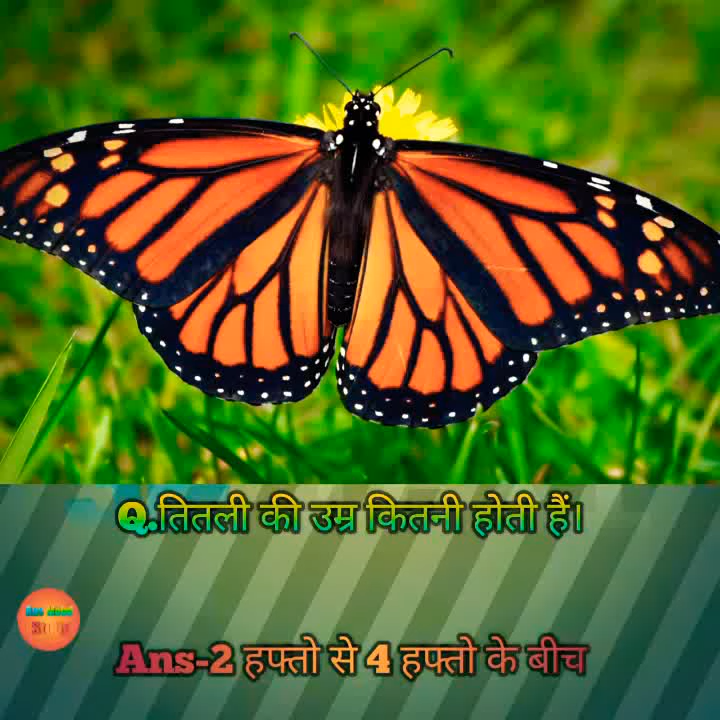 Q.तितली की उम्र कितनी होती हैं।
Ans-2 हफ्तो से 4 हफ्तो के बीच